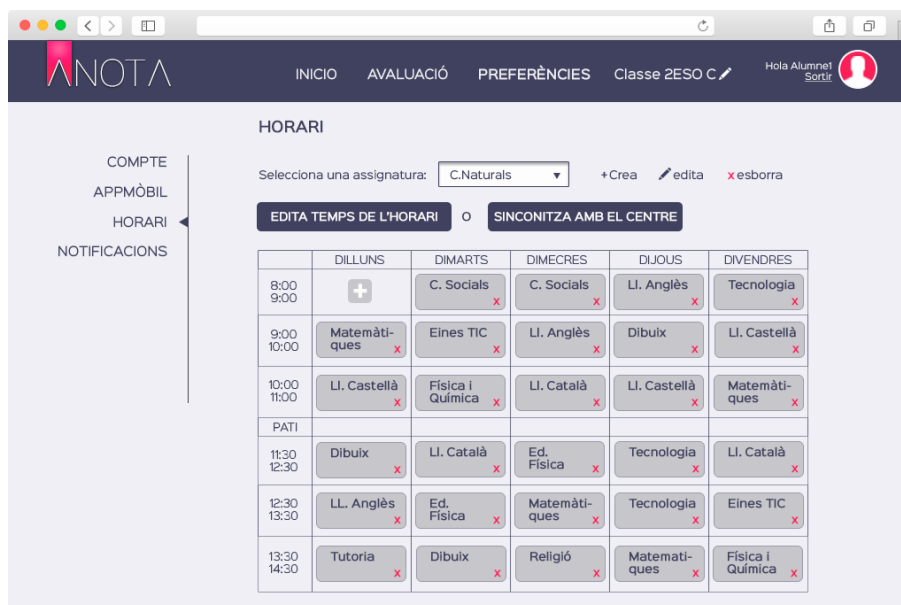 ANOTA
INICIO AVALUACIÓ PREFERÈNCIES Classe 2ESO C
Hola Alumne1
Sortir
COMPTE
APPMÒBIL
HORARI
NOTIFICACIONS
HORARI
Selecciona una assignatura: C.Naturals +Crea edita x esborra
EDITA TEMPS DE L'HORARI O SINCONITZA AMB EL CENTRE
DILLUNS DIMARTS DIMECRES DIJOUS DIVENDRES
8:00 C. Socials C. Socials Ll. Anglès Tecnologia
9:00 x x x x
9:00 Matemàti- Eines TIC Ll. Anglès Dibuix Ll. Castellà
10:00 ques x x x x x
10:00 Ll. Castellà Física i Ll. Català Ll. Castellà Matemàti-
11:00 x Química x x x ques x
PATI
11:30 Dibuix Ll. Català Ed. Tecnologia Ll. Català
12:30 x x Física x x x
12:30 LL. Anglès Ed. Matemàti- Tecnologia Eines TIC
13:30 x Física x ques x x x
13:30 Tutoria Dibuix Religió Matemati- Física i
14:30 x x x ques x Química x